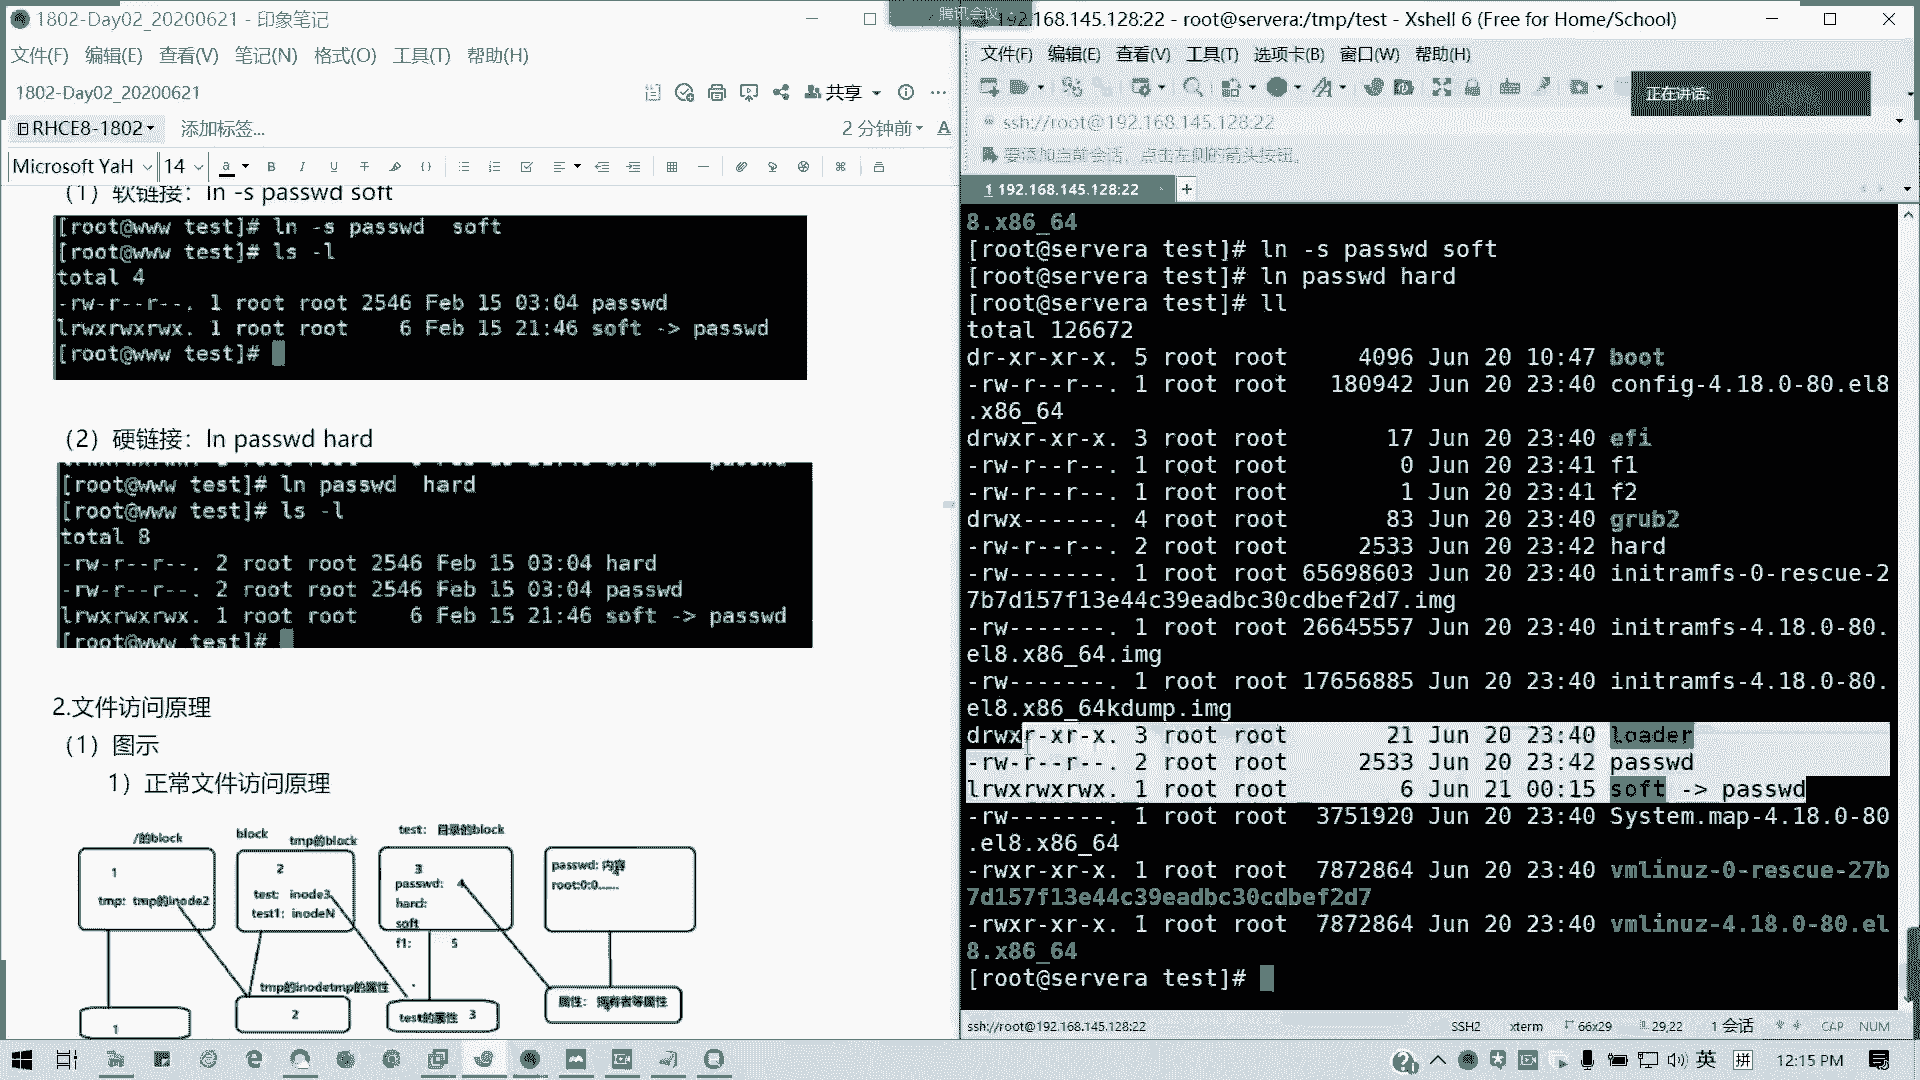 1802-Day02_20200621 - 印象笔记
文件(F) 编辑(E) 查看(V) 笔记(N) 格式(O) 工具(T) 帮助(H)
1802-Day02_20200621
共享
RHCE8-1802
添加标签...
2 分钟前
Microsoft YaH 14
（1）软链接：ln -s passwd soft
[root@www test]# ln -s passwd  soft
[root@www test]# ls -l
total 4
-rw-r--r--. 1 root root 2546 Feb 15 03:04 passwd
lrwxrwxrwx. 1 root root    6 Feb 15 21:46 soft -> passwd
[root@www test]#
（2）硬链接：ln passwd hard
[root@www test]# ln passwd  hard
[root@www test]# ls -l
total 8
-rw-r--r--. 2 root root 2546 Feb 15 03:04 hard
-rw-r--r--. 2 root root 2546 Feb 15 03:04 passwd
lrwxrwxrwx. 1 root root    6 Feb 15 21:46 soft -> passwd
[root@www test]#
2.文件访问原理
（1）图示
1）正常文件访问原理
/的block
1
tmp: tmp的inode2
1
block
tmp的block
2
test: inode3
test1: inodeN
tmp的inodetmp的属性
2
test: 目录的block
3
passwd: 4
hard:
soft
f1: 5
test的属性 3
passwd: 内容
root:0:0......
属性： 拥有者等属性
腾讯会议
192.168.145.128:22 - root@servera:/tmp/test - Xshell 6 (Free for Home/School)
文件(F) 编辑(E) 查看(V) 工具(T) 选项卡(B) 窗口(W) 帮助(H)
正在讲话:
ssh://root@192.168.145.128:22
要添加当前会话，点击左侧的箭头按钮。
1 192.168.145.128:22
8.x86_64
[root@servera test]# ln -s passwd soft
[root@servera test]# ln passwd hard
[root@servera test]# ll
total 126672
dr-xr-xr-x. 5 root root     4096 Jun 20 10:47 boot
-rw-r--r--. 1 root root   180942 Jun 20 23:40 config-4.18.0-80.el8
.x86_64
drwxr-xr-x. 3 root root       17 Jun 20 23:40 efi
-rw-r--r--. 1 root root        0 Jun 20 23:41 f1
-rw-r--r--. 1 root root        1 Jun 20 23:41 f2
drwx------. 4 root root       83 Jun 20 23:40 grub2
-rw-r--r--. 2 root root     2533 Jun 20 23:42 hard
-rw-------. 1 root root 65698603 Jun 20 23:40 initramfs-0-rescue-2
7b7d157f13e44c39eadbc30cdbef2d7.img
-rw-------. 1 root root 26645557 Jun 20 23:40 initramfs-4.18.0-80.
el8.x86_64.img
-rw-------. 1 root root 17656885 Jun 20 23:40 initramfs-4.18.0-80.
el8.x86_64kdump.img
drwxr-xr-x. 3 root root       21 Jun 20 23:40 loader
-rw-r--r--. 2 root root     2533 Jun 20 23:42 passwd
lrwxrwxrwx. 1 root root        6 Jun 21 00:15 soft -> passwd
-rw-------. 1 root root  3751920 Jun 20 23:40 System.map-4.18.0-80
.el8.x86_64
-rwxr-xr-x. 1 root root  7872864 Jun 20 23:40 vmlinuz-0-rescue-27b
7d157f13e44c39eadbc30cdbef2d7
-rwxr-xr-x. 1 root root  7872864 Jun 20 23:40 vmlinuz-4.18.0-80.el
8.x86_64
[root@servera test]#
ssh://root@192.168.145.128:22 SSH2 xterm 66x29 29,22 1 会话 CAP NUM
英 拼 12:15 PM